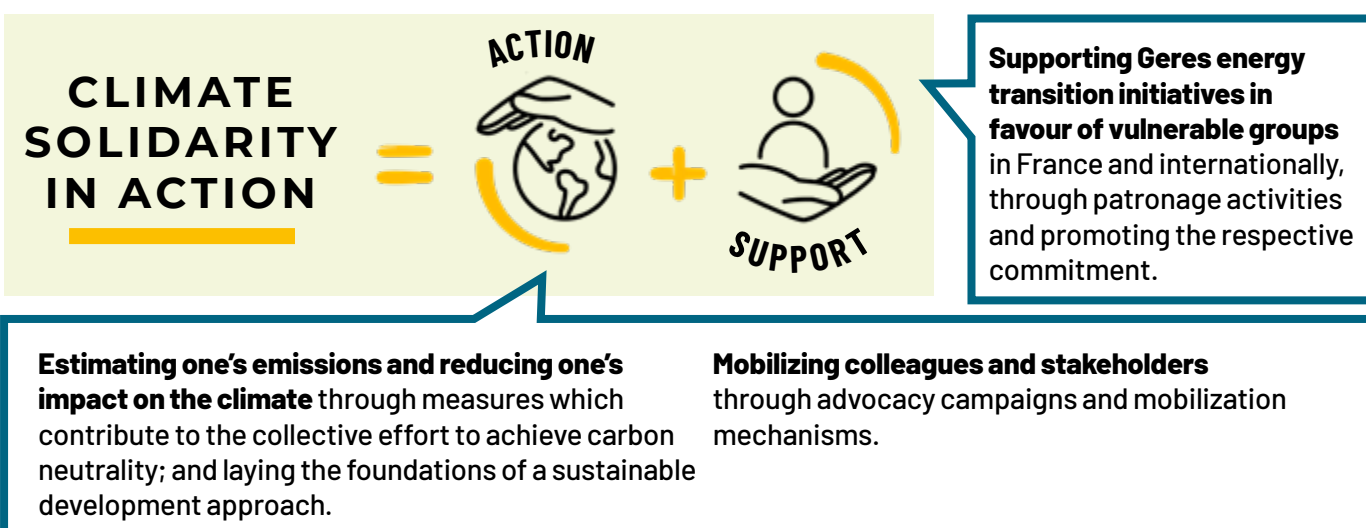 CLIMATE
SOLIDARITY
IN ACTION
=
ACTION
+
SUPPORT
Supporting Geres energy
transition initiatives in
favour of vulnerable groups
in France and internationally,
through patronage activities
and promoting the respective
commitment.
Estimating one’s emissions and reducing one’s
impact on the climate through measures which
contribute to the collective effort to achieve carbon
neutrality; and laying the foundations of a sustainable
development approach.
Mobilizing colleagues and stakeholders
through advocacy campaigns and mobilization
mechanisms.